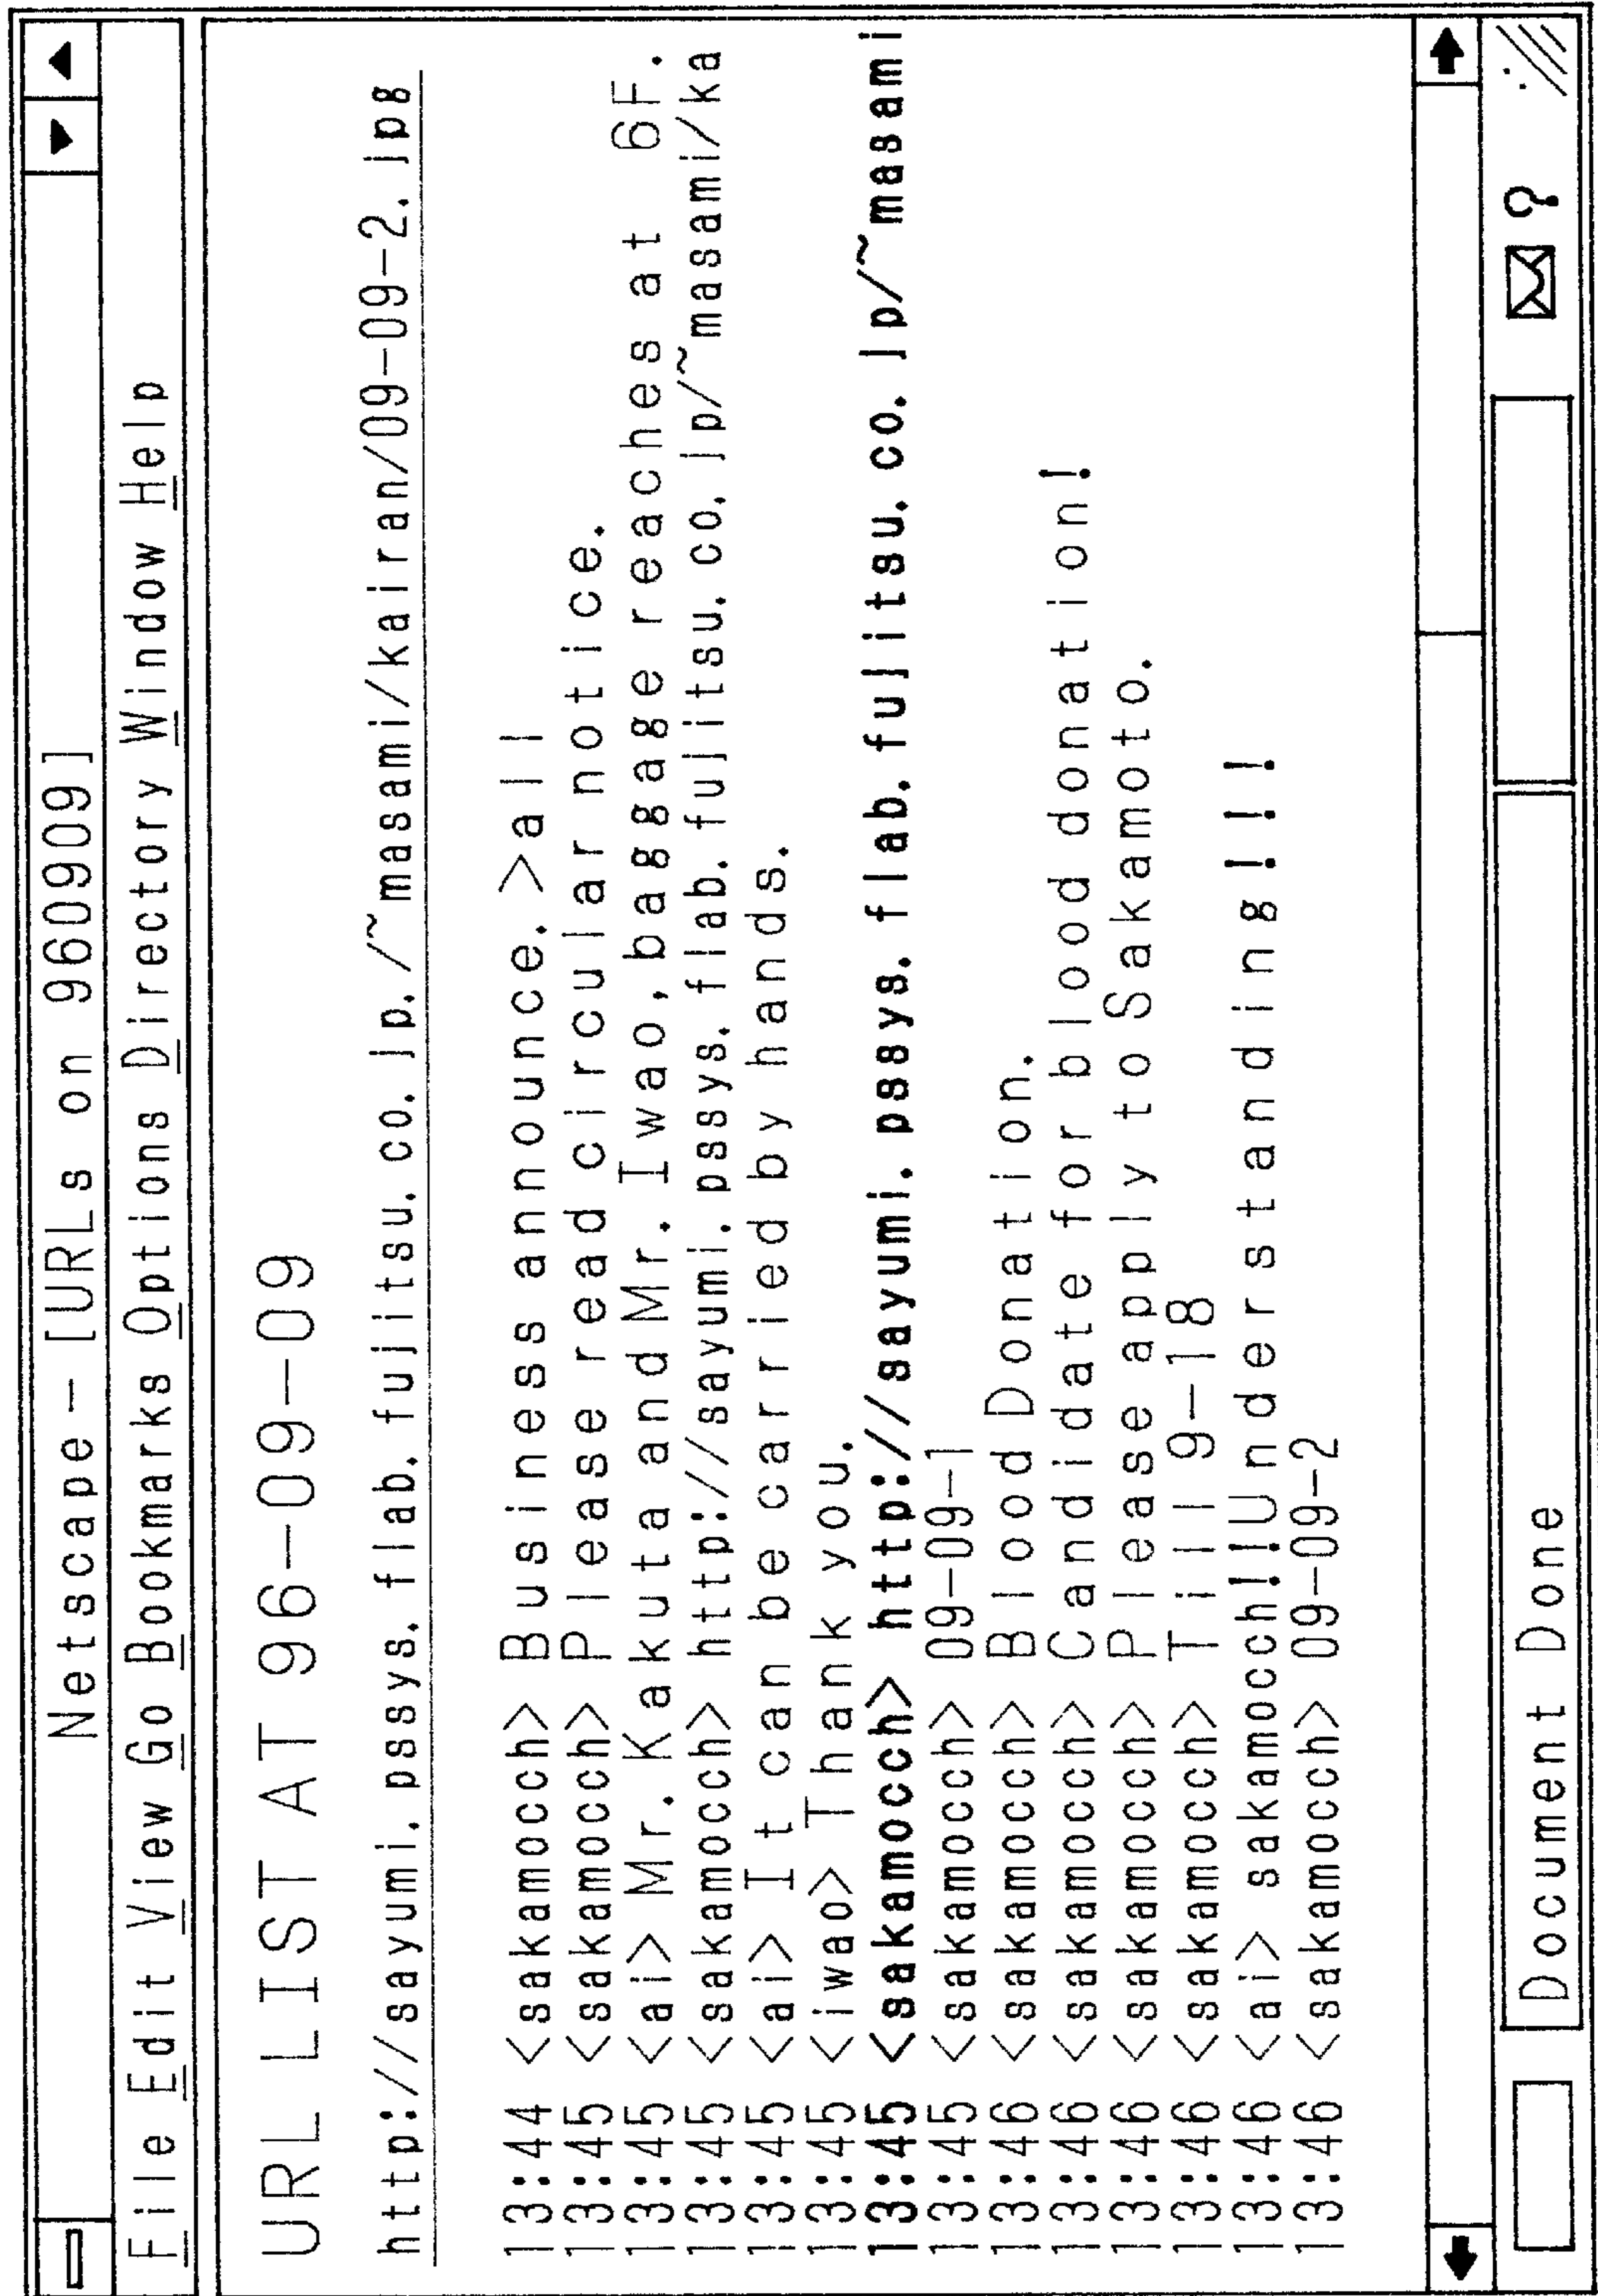 Netscape- [URLs on 960909]
File Edit View Go Bookmarks Options Directory Window Help
URL LIST AT 96-09-09
http://sayumi.pssys.flab.fujitsu.co.jp./~masami/kairan/09-09-2.jpg
13:44 <sakamocch> Business announce.>all
13:45 <sakamocch> Please read circular notice.
13:45 <ai> Mr. Kakuta and Mr. Iwao, baggage reaches at 6F.
13:45 <sakamocch> http://sayumi.pssys.flab.fujitsu.co.jp/~masami/ka
13:45 <ai> It can be carried by hands.
13:45 <iwao> Thank you.
13:45 <sakamocch> http://sayumi.pssys.flab.fujitsu.co.jp/~masami
13:45 <sakamocch> 09-09-1
13:46 <sakamocch> Blood Donation.
13:46 <sakamocch> Candidate for blood donation!
13:46 <sakamocch> Please apply to Sakamoto.
13:46 <sakamocch> Till 9-18
13:46 <ai> sakamocch!!Understanding!!!
13:46 <sakamocch> 09-09-2
Document Done
?